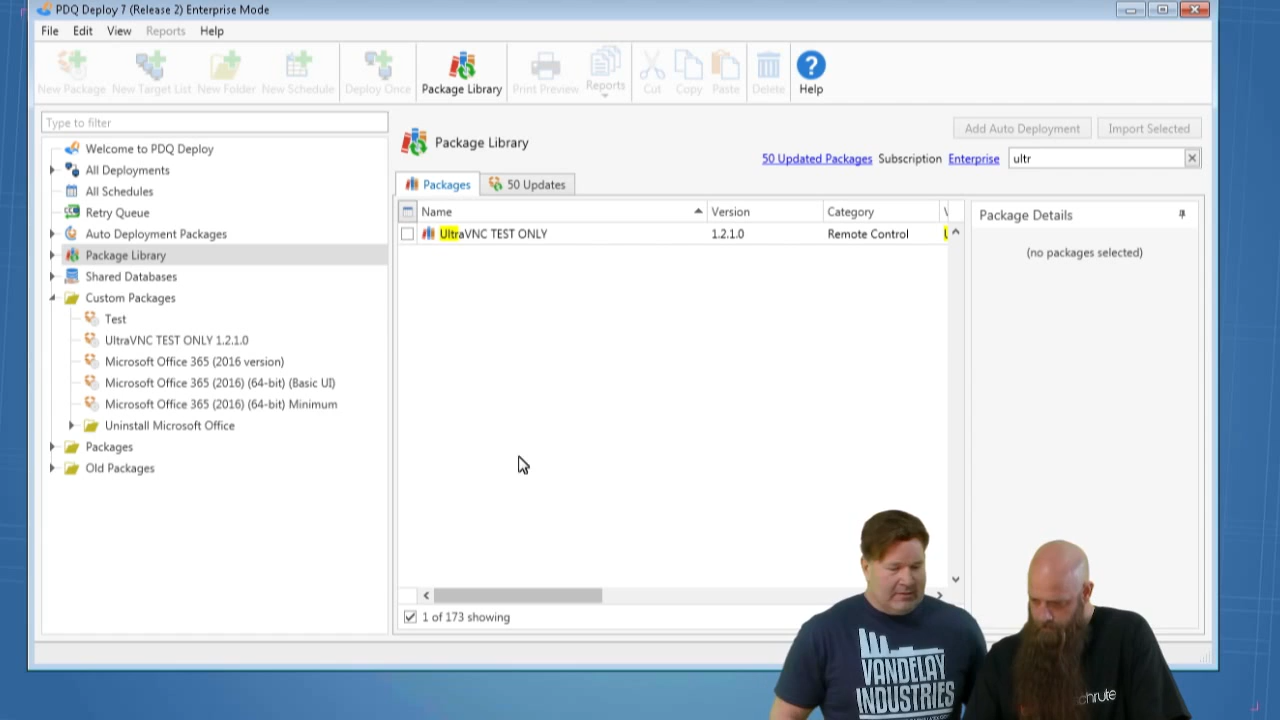 PDQ Deploy 7 (Release 2) Enterprise Mode
File Edit View Reports Help
New Package New Target List New Folder New Schedule Deploy Once Package Library Print Preview Reports Cut Copy Paste Delete Help
Type to filter
Welcome to PDQ Deploy
All Deployments
All Schedules
Retry Queue
Auto Deployment Packages
Package Library
Shared Databases
Custom Packages
Test
UltraVNC TEST ONLY 1.2.1.0
Microsoft Office 365 (2016 version)
Microsoft Office 365 (2016) (64-bit) (Basic UI)
Microsoft Office 365 (2016) (64-bit) Minimum
Uninstall Microsoft Office
Packages
Old Packages
Package Library
Add Auto Deployment Import Selected
50 Updated Packages Subscription Enterprise ultr
Packages 50 Updates
Name Version Category
UltraVNC TEST ONLY 1.2.1.0 Remote Control
1 of 173 showing
Package Details
(no packages selected)
VANDELAY
INDUSTRIES